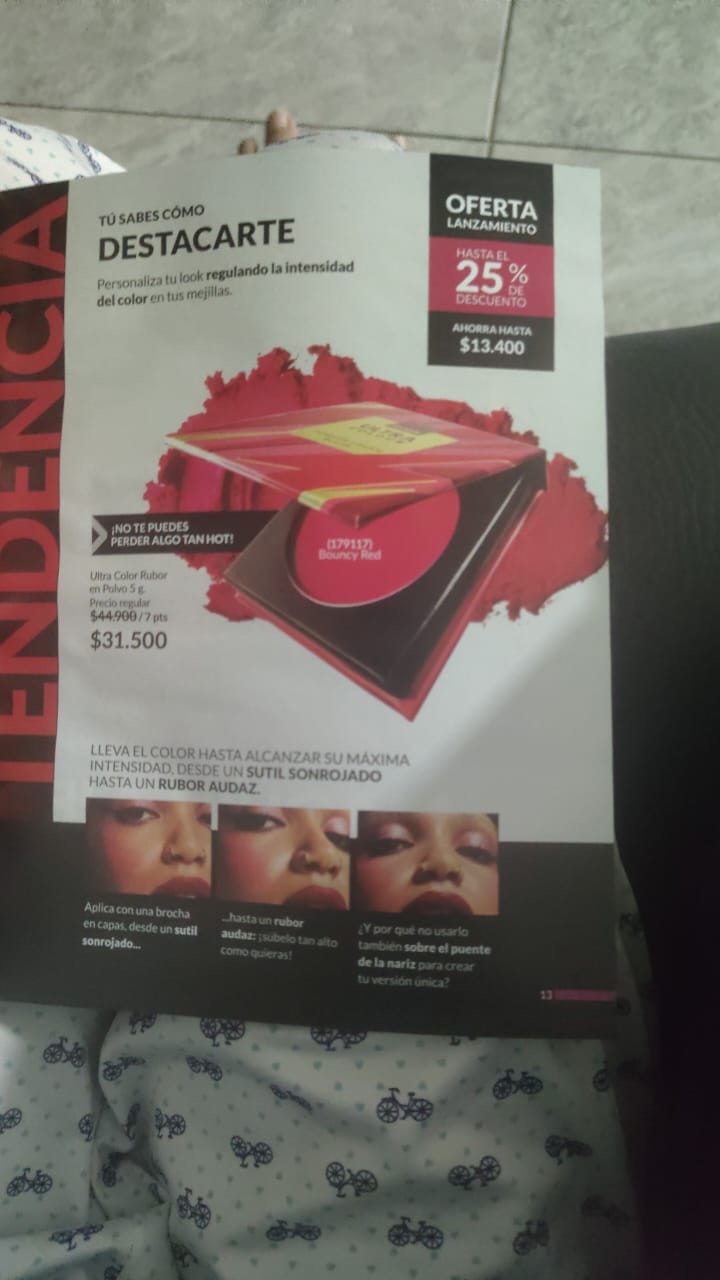 TENDENCIA
TÚ SABES CÓMO
DESTACARTE
Personaliza tu look regulando la intensidad
del color en tus mejillas.
OFERTA
LANZAMIENTO
HASTA EL
25%
DE
DESCUENTO
AHORRA HASTA
$13.400
ULTRA
¡NO TE PUEDES
PERDER ALGO TAN HOT!
(179117)
Bouncy Red
Ultra Color Rubor
en Polvo 5 g.
Precio regular
$44.900 / 7 pts
$31.500
LLEVA EL COLOR HASTA ALCANZAR SU MÁXIMA
INTENSIDAD, DESDE UN SUTIL SONROJADO
HASTA UN RUBOR AUDAZ.
Aplica con una brocha
en capas, desde un sutil
sonrojado...
...hasta un rubor
audaz: ¡súbelo tan alto
como quieras!
¿Y por qué no usarlo
también sobre el puente
de la nariz para crear
tu versión única?
13